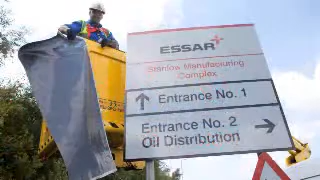 ESSAR
Stanlow Manufacturing
Complex
Entrance No. 1
Entrance No. 2
Oil Distribution